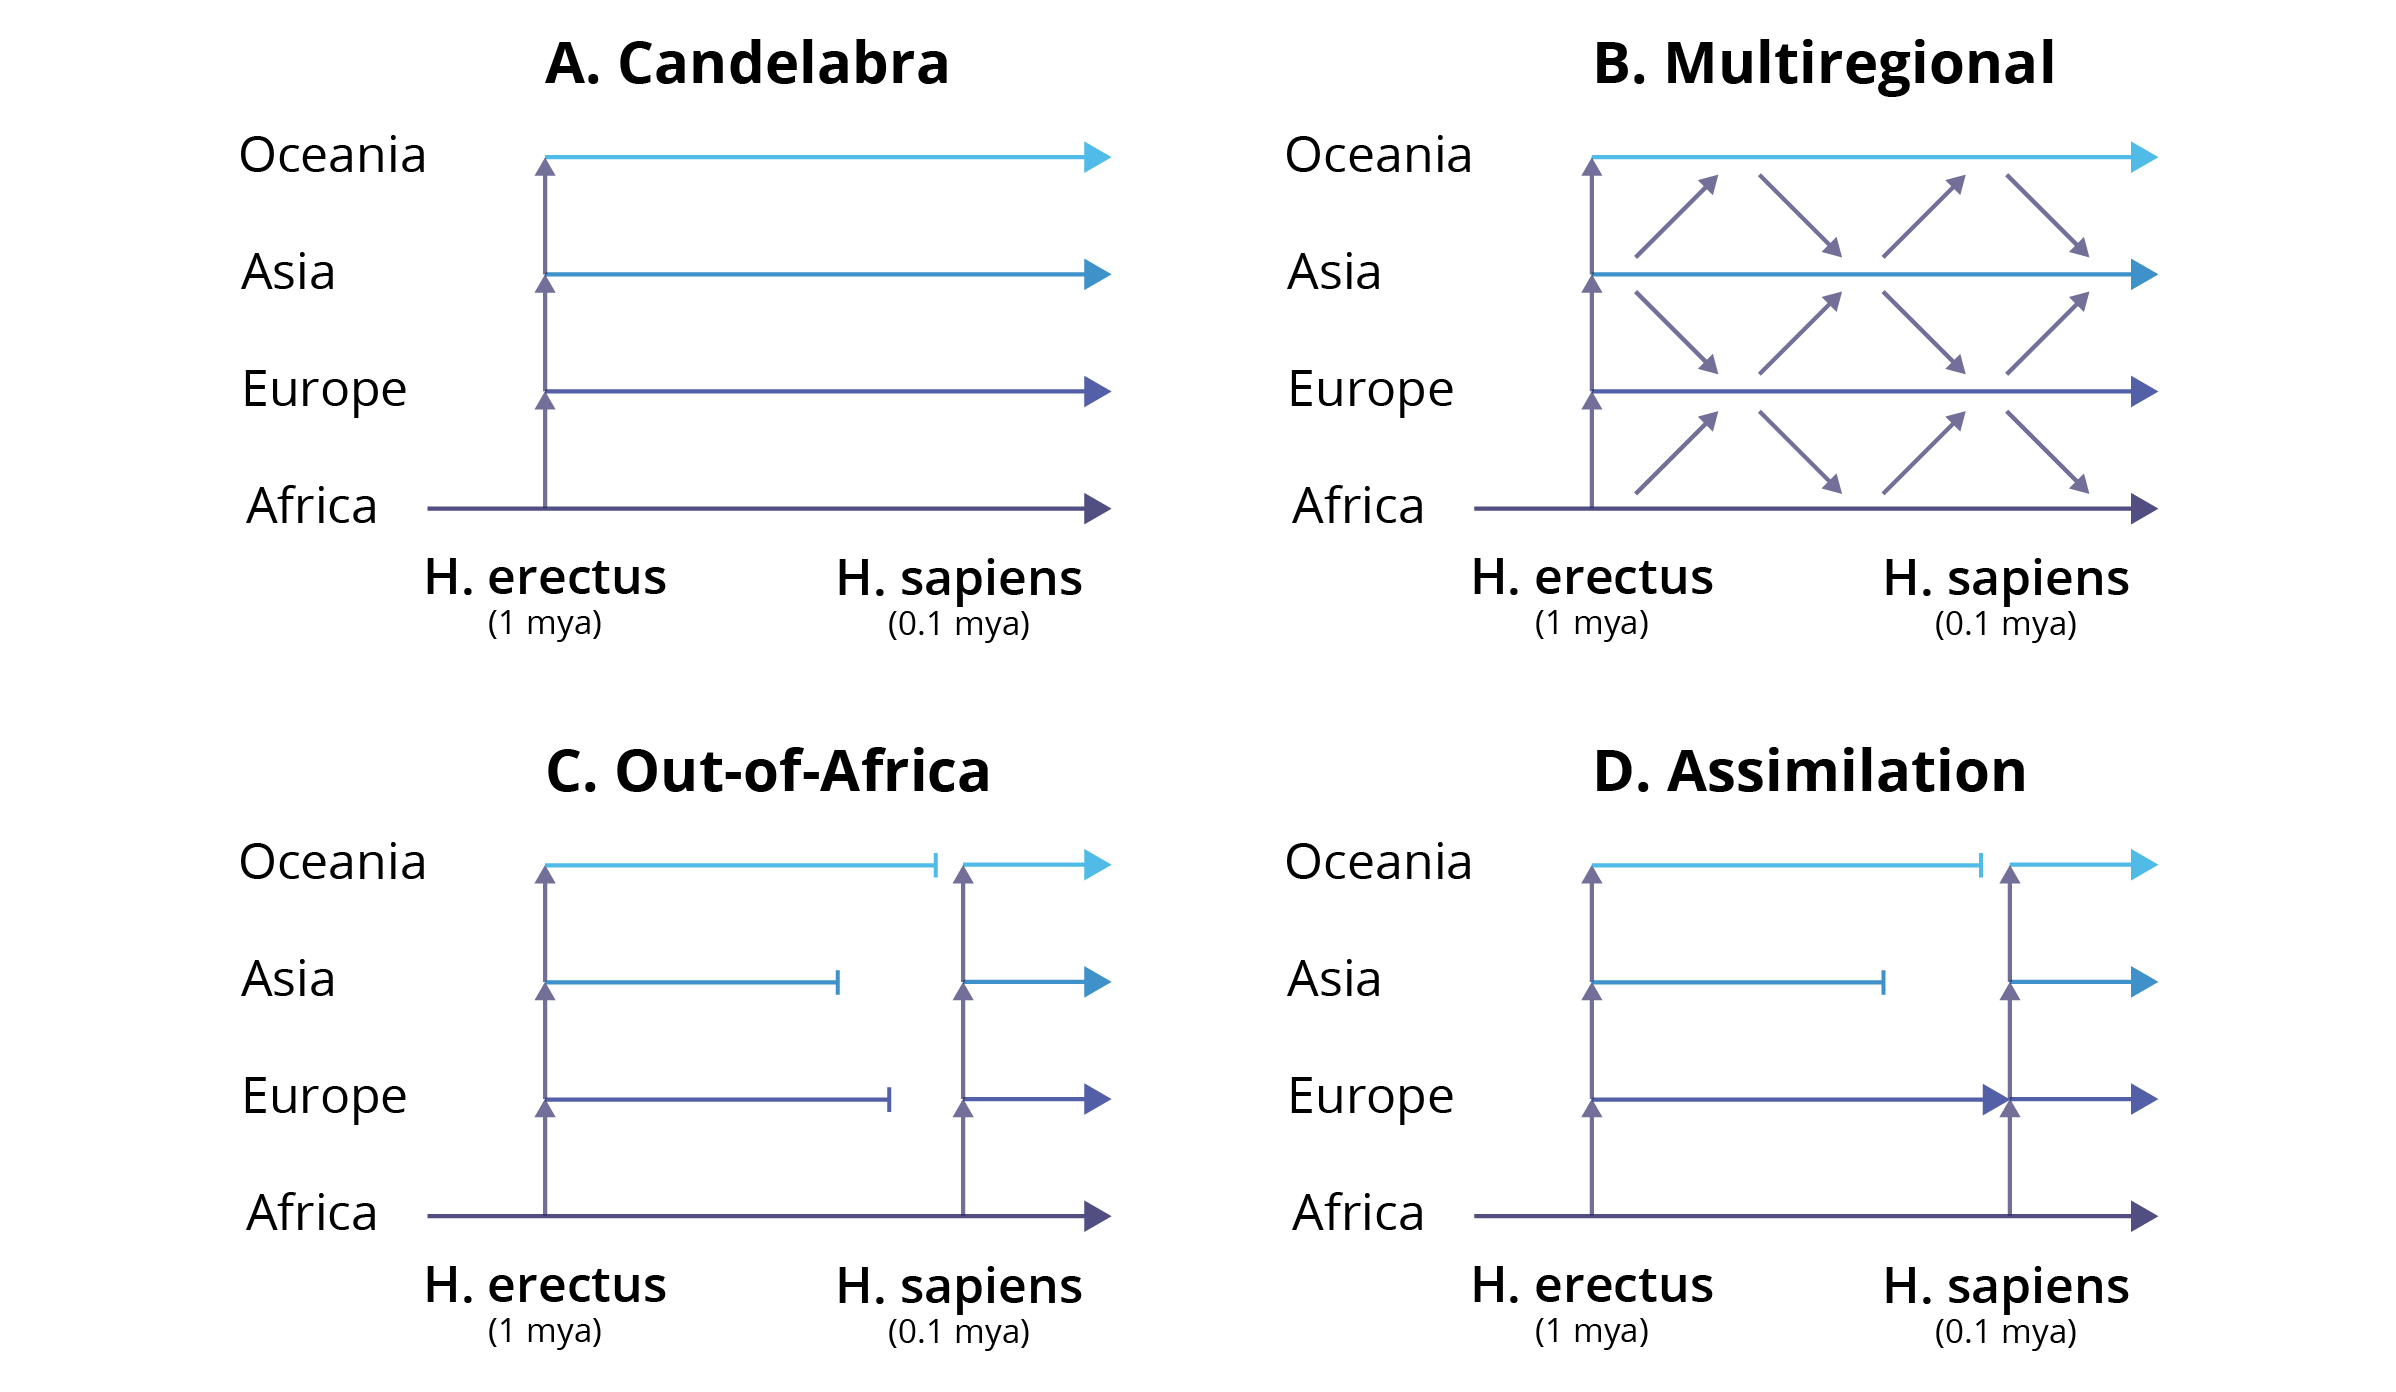 A. Candelabra
Oceania
Asia
Europe
Africa
H. erectus
(1 mya)
H. sapiens
(0.1 mya)
B. Multiregional
Oceania
Asia
Europe
Africa
H. erectus
(1 mya)
H. sapiens
(0.1 mya)
C. Out-of-Africa
Oceania
Asia
Europe
Africa
H. erectus
(1 mya)
H. sapiens
(0.1 mya)
D. Assimilation
Oceania
Asia
Europe
Africa
H. erectus
(1 mya)
H. sapiens
(0.1 mya)